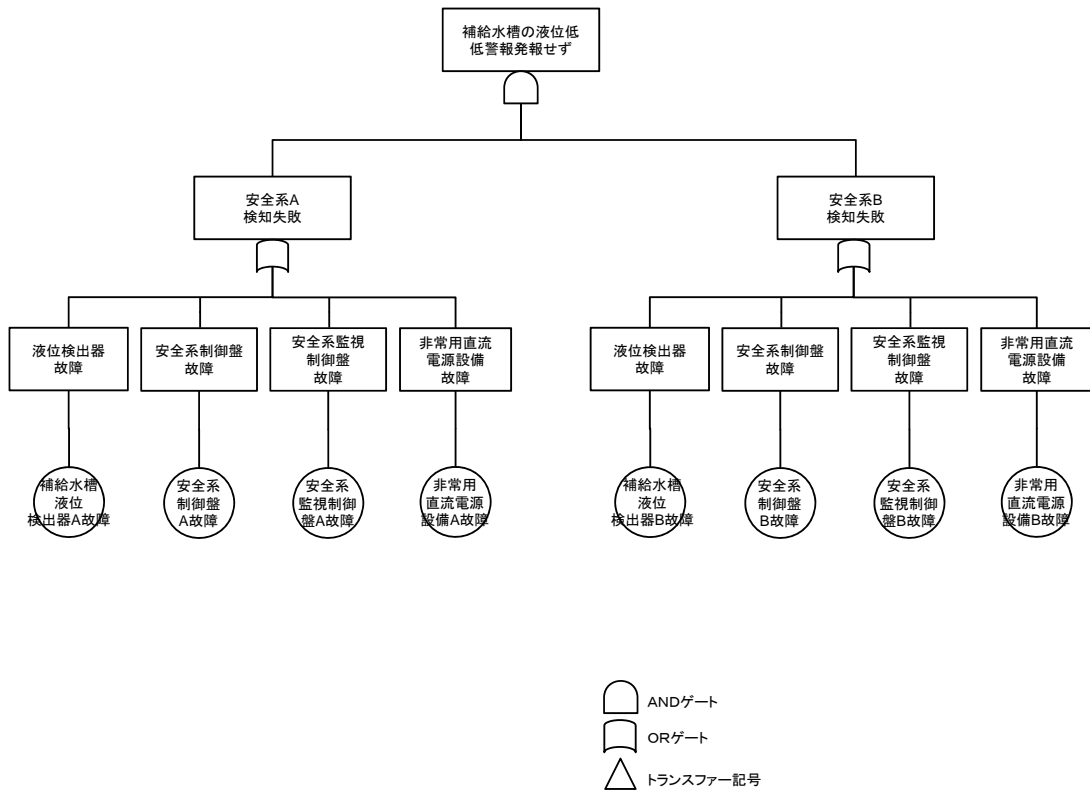 補給水槽の液位低
低警報発報せず
安全系A
検知失敗
安全系B
検知失敗
液位検出器
故障
安全系制御盤
故障
安全系監視
制御盤
故障
非常用直流
電源設備
故障
液位検出器
故障
安全系制御盤
故障
安全系監視
制御盤
故障
非常用直流
電源設備
故障
補給水槽
液位
検出器A故障
安全系
制御盤
A故障
安全系
監視制御
盤A故障
非常用
直流電源
設備A故障
補給水槽
液位
検出器B故障
安全系
制御盤
B故障
安全系
監視制御
盤B故障
非常用
直流電源
設備B故障
ANDゲート
ORゲート
トランスファー記号